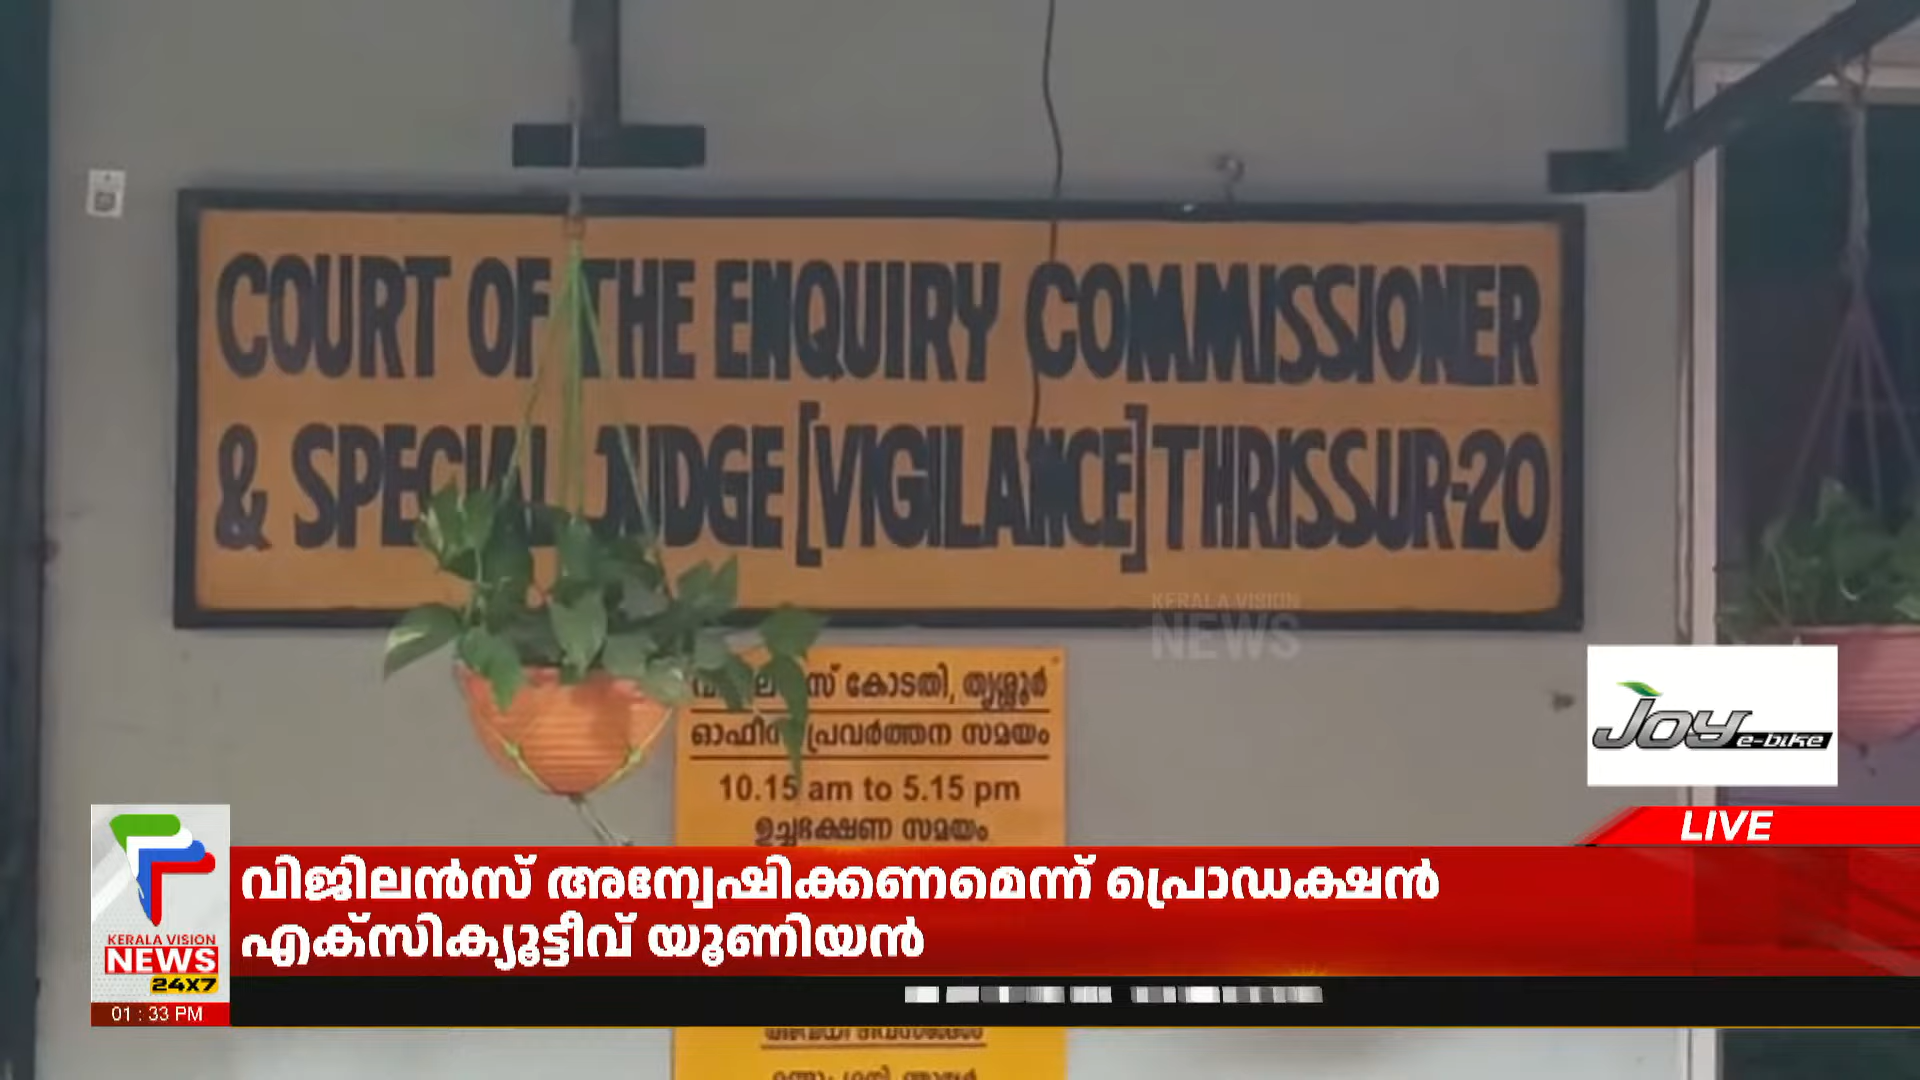 COURT OF THE ENQUIRY COMMISSIONER
& SPECIAL JUDGE [VIGILANCE] THRISSUR-20
KERALA VISION
NEWS
കോടതി, തൃശ്ശൂർ
ഓഫീസ് പ്രവർത്തന സമയം
10.15 am to 5.15 pm
ഉച്ചഭക്ഷണ സമയം
Joy e-bike
LIVE
വിജിലൻസ് അന്വേഷിക്കണമെന്ന് പ്രൊഡക്ഷൻ
എക്സിക്യൂട്ടീവ് യൂണിയൻ
KERALA VISION
NEWS
24X7
01 : 33 PM